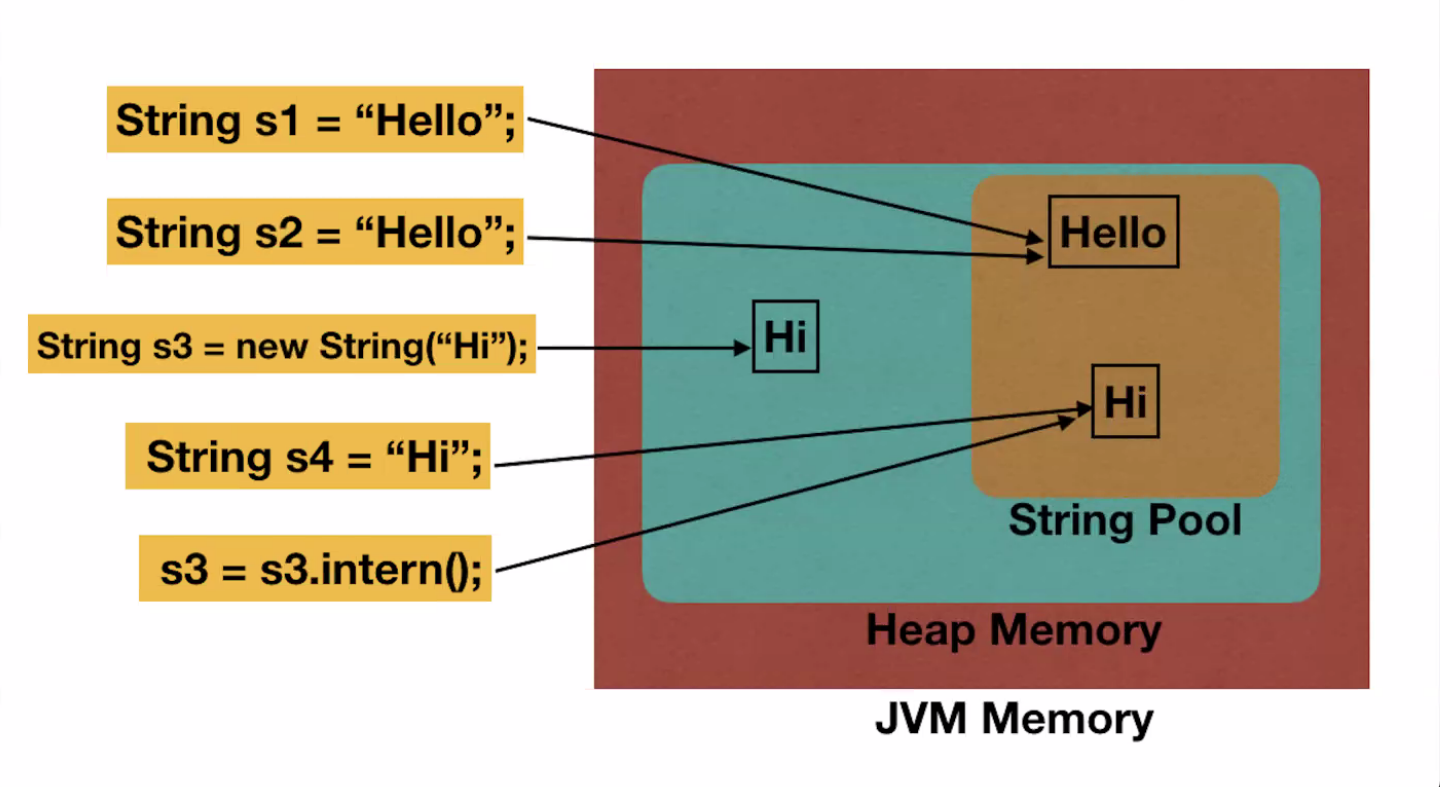 String s1 = “Hello”;
String s2 = “Hello”;
String s3 = new String(“Hi”);
String s4 = “Hi”;
s3 = s3.intern();
Hello
Hi
Hi
String Pool
Heap Memory
JVM Memory